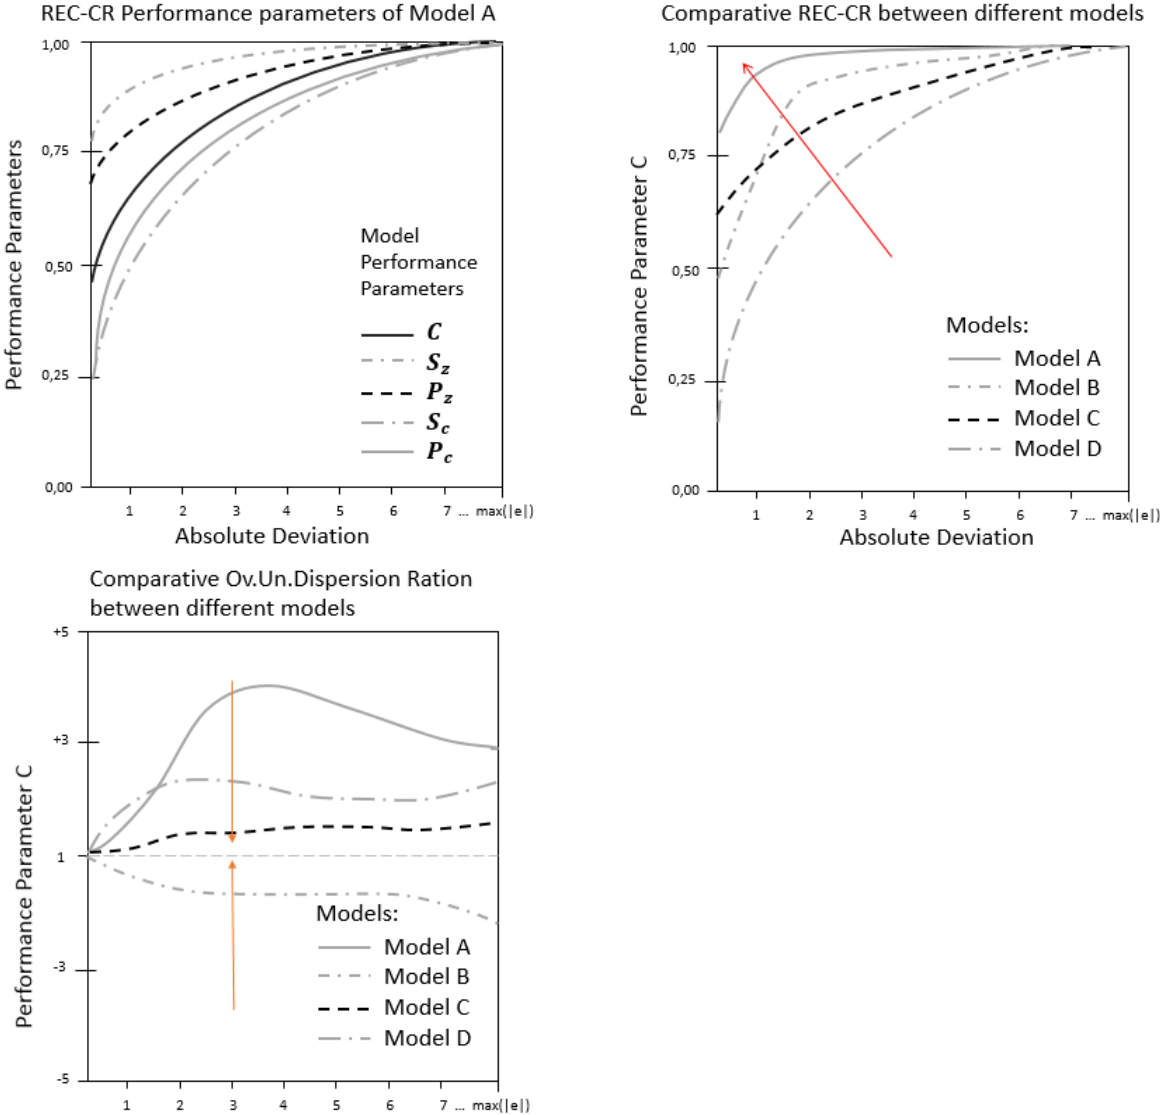 REC-CR Performance parameters of Model A
1,00
0,75
0,50
0,25
0,00
Performance Parameters
Model
Performance
Parameters
C
S_z
P_z
S_c
P_c
1 2 3 4 5 6 7 ... max(|e|)
Absolute Deviation
Comparative REC-CR between different models
1,00
0,75
0,50
0,25
0,00
Performance Parameter C
Models:
Model A
Model B
Model C
Model D
1 2 3 4 5 6 7 ... max(|e|)
Absolute Deviation
Comparative Ov.Un.Dispersion Ration
between different models
+5
+3
1
-3
-5
Performance Parameter C
Models:
Model A
Model B
Model C
Model D
1 2 3 4 5 6 7 ... max(|e|)